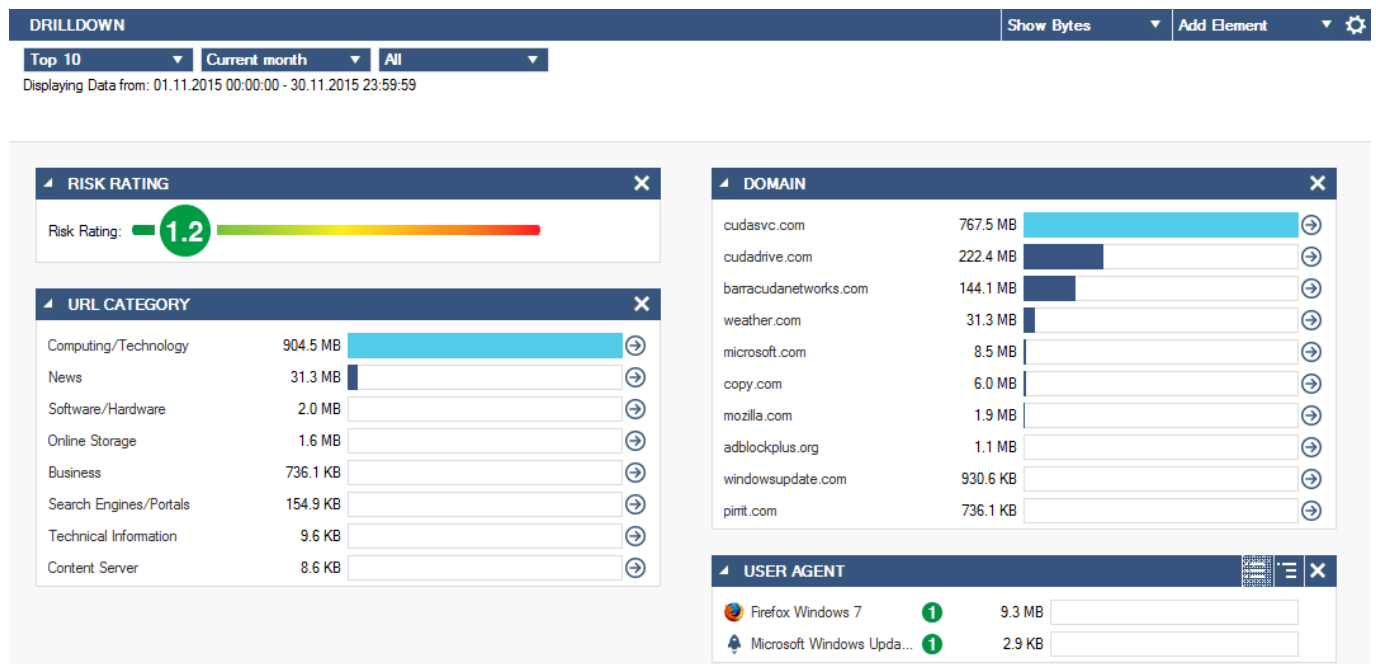 DRILLDOWN Show Bytes Add Element
Top 10 Current month All
Displaying Data from: 01.11.2015 00:00:00 - 30.11.2015 23:59:59
RISK RATING
Risk Rating: 1.2
URL CATEGORY
Computing/Technology 904.5 MB
News 31.3 MB
Software/Hardware 2.0 MB
Online Storage 1.6 MB
Business 736.1 KB
Search Engines/Portals 154.9 KB
Technical Information 9.6 KB
Content Server 8.6 KB
DOMAIN
cudasvc.com 767.5 MB
cudadrive.com 222.4 MB
barracudanetworks.com 144.1 MB
weather.com 31.3 MB
microsoft.com 8.5 MB
copy.com 6.0 MB
mozilla.com 1.9 MB
adblockplus.org 1.1 MB
windowsupdate.com 930.6 KB
pirrit.com 736.1 KB
USER AGENT
Firefox Windows 7 1 9.3 MB
Microsoft Windows Upda... 1 2.9 KB